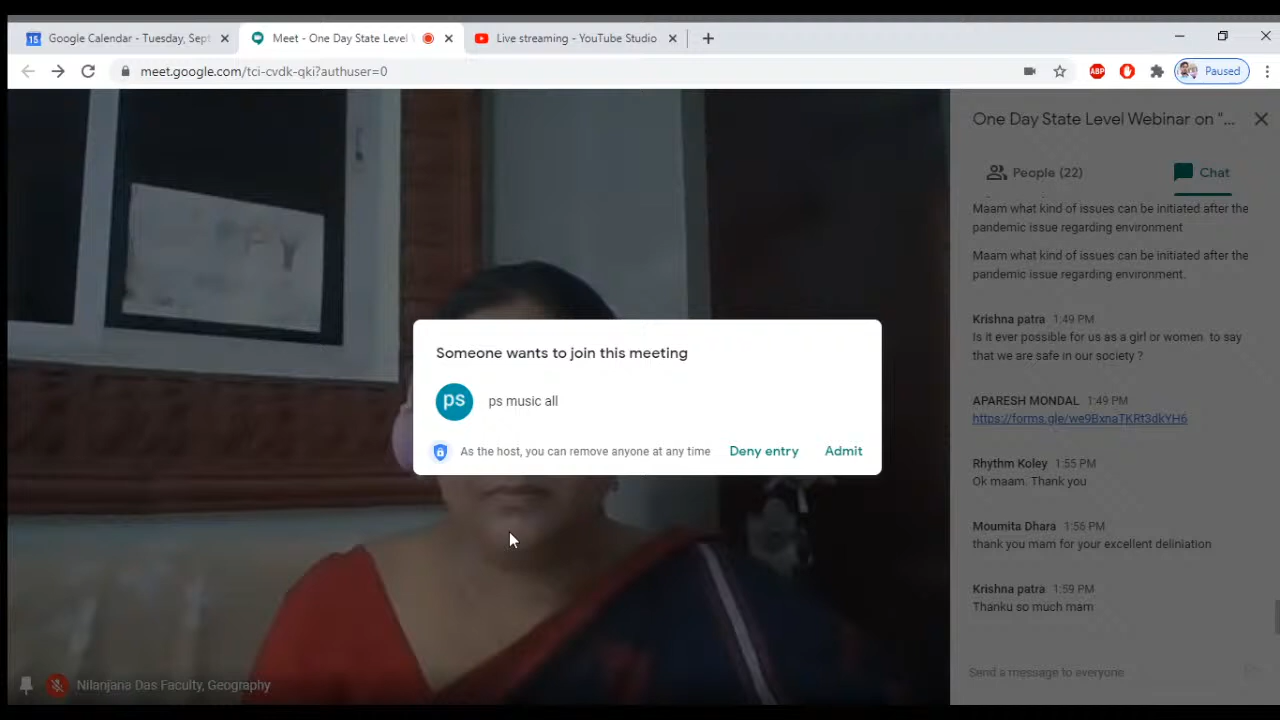 Google Calendar - Tuesday, Sept
Meet - One Day State Level
Live streaming - YouTube Studio
meet.google.com/tci-cvdk-qki?authuser=0
ABP
Paused
One Day State Level Webinar on "...
People (22)
Chat
Maam what kind of issues can be initiated after the
pandemic issue regarding environment
Maam what kind of issues can be initiated after the
pandemic issue regarding environment.
Krishna patra 1:49 PM
Is it ever possible for us as a girl or women to say
that we are safe in our society ?
APARESH MONDAL 1:49 PM
https://forms.gle/we9BxnaTKRt3dkYH6
Rhythm Koley 1:55 PM
Ok maam. Thank you
Moumita Dhara 1:56 PM
thank you mam for your excellent deliniation
Krishna patra 1:59 PM
Thanku so much mam
Send a message to everyone
Someone wants to join this meeting
ps
ps music all
As the host, you can remove anyone at any time
Deny entry
Admit
Nilanjana Das Faculty, Geography